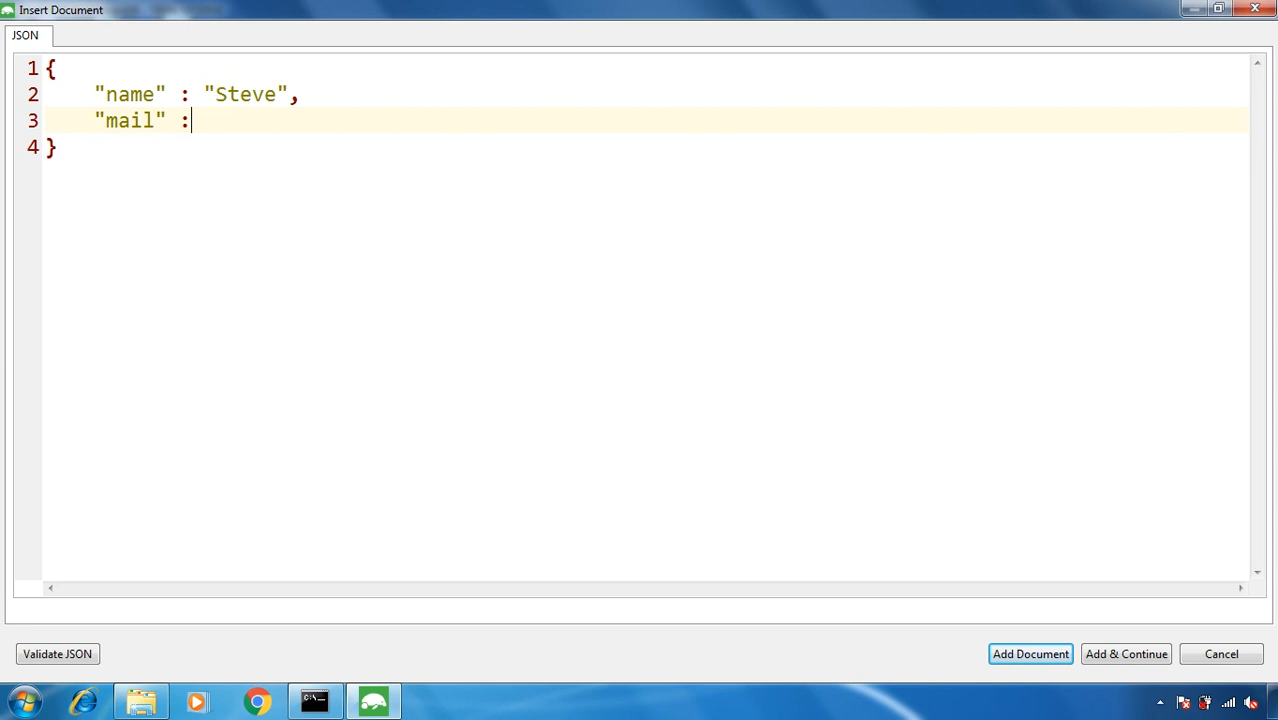 Insert Document
JSON
1 {
2 "name" : "Steve",
3 "mail" :
4 }
Validate JSON
Add Document
Add & Continue
Cancel
C:\_